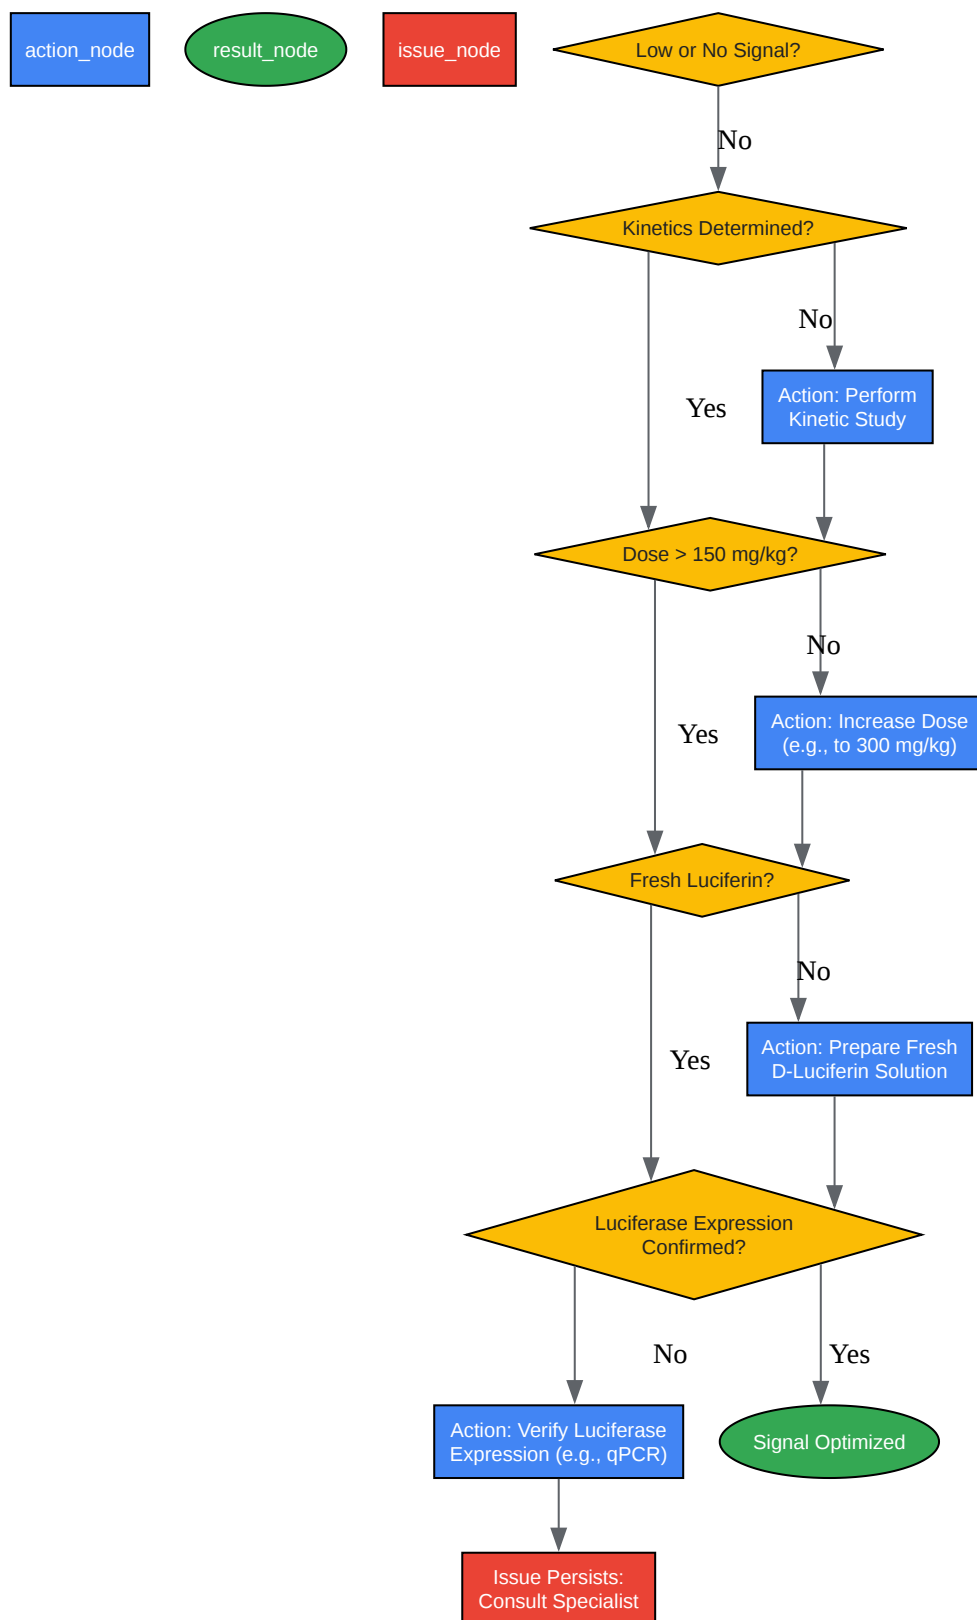 action_node
result_node
issue_node
Low or No Signal?
No
Kinetics Determined?
No
Action: Perform
Kinetic Study
Yes
Dose > 150 mg/kg?
No
Action: Increase Dose
(e.g., to 300 mg/kg)
Yes
Fresh Luciferin?
No
Action: Prepare Fresh
D-Luciferin Solution
Yes
Luciferase Expression
Confirmed?
No
Yes
Action: Verify Luciferase
Expression (e.g., qPCR)
Signal Optimized
Issue Persists:
Consult Specialist